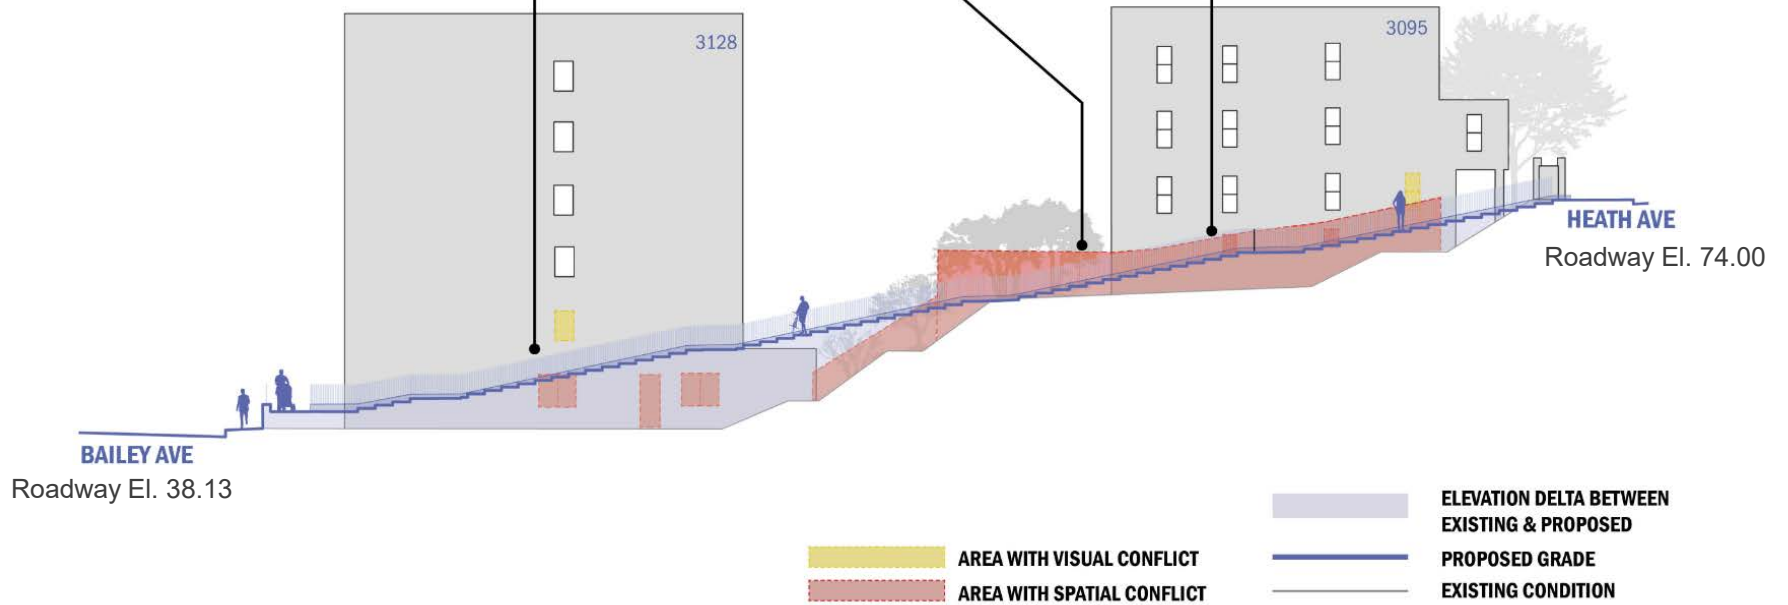 3128
3095
HEATH AVE
Roadway El. 74.00
BAILEY AVE
Roadway El. 38.13
ELEVATION DELTA BETWEEN
EXISTING & PROPOSED
AREA WITH VISUAL CONFLICT
PROPOSED GRADE
AREA WITH SPATIAL CONFLICT
EXISTING CONDITION